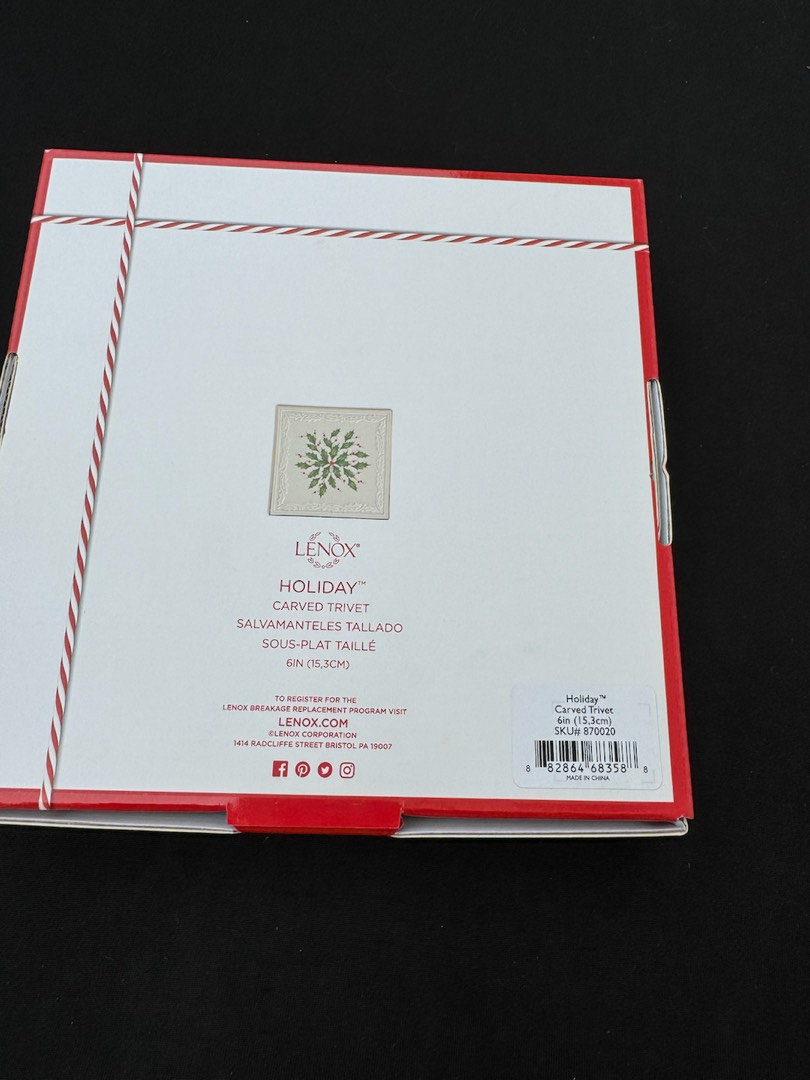 LENOX®
HOLIDAY™
CARVED TRIVET
SALVAMANTELES TALLADO
SOUS-PLAT TAILLÉ
6IN (15,3CM)
TO REGISTER FOR THE
LENOX BREAKAGE REPLACEMENT PROGRAM VISIT
LENOX.COM
©LENOX CORPORATION
1414 RADCLIFFE STREET BRISTOL PA 19007
Holiday™
Carved Trivet
6in (15,3cm)
SKU# 870020
8 82864 68358 8
MADE IN CHINA